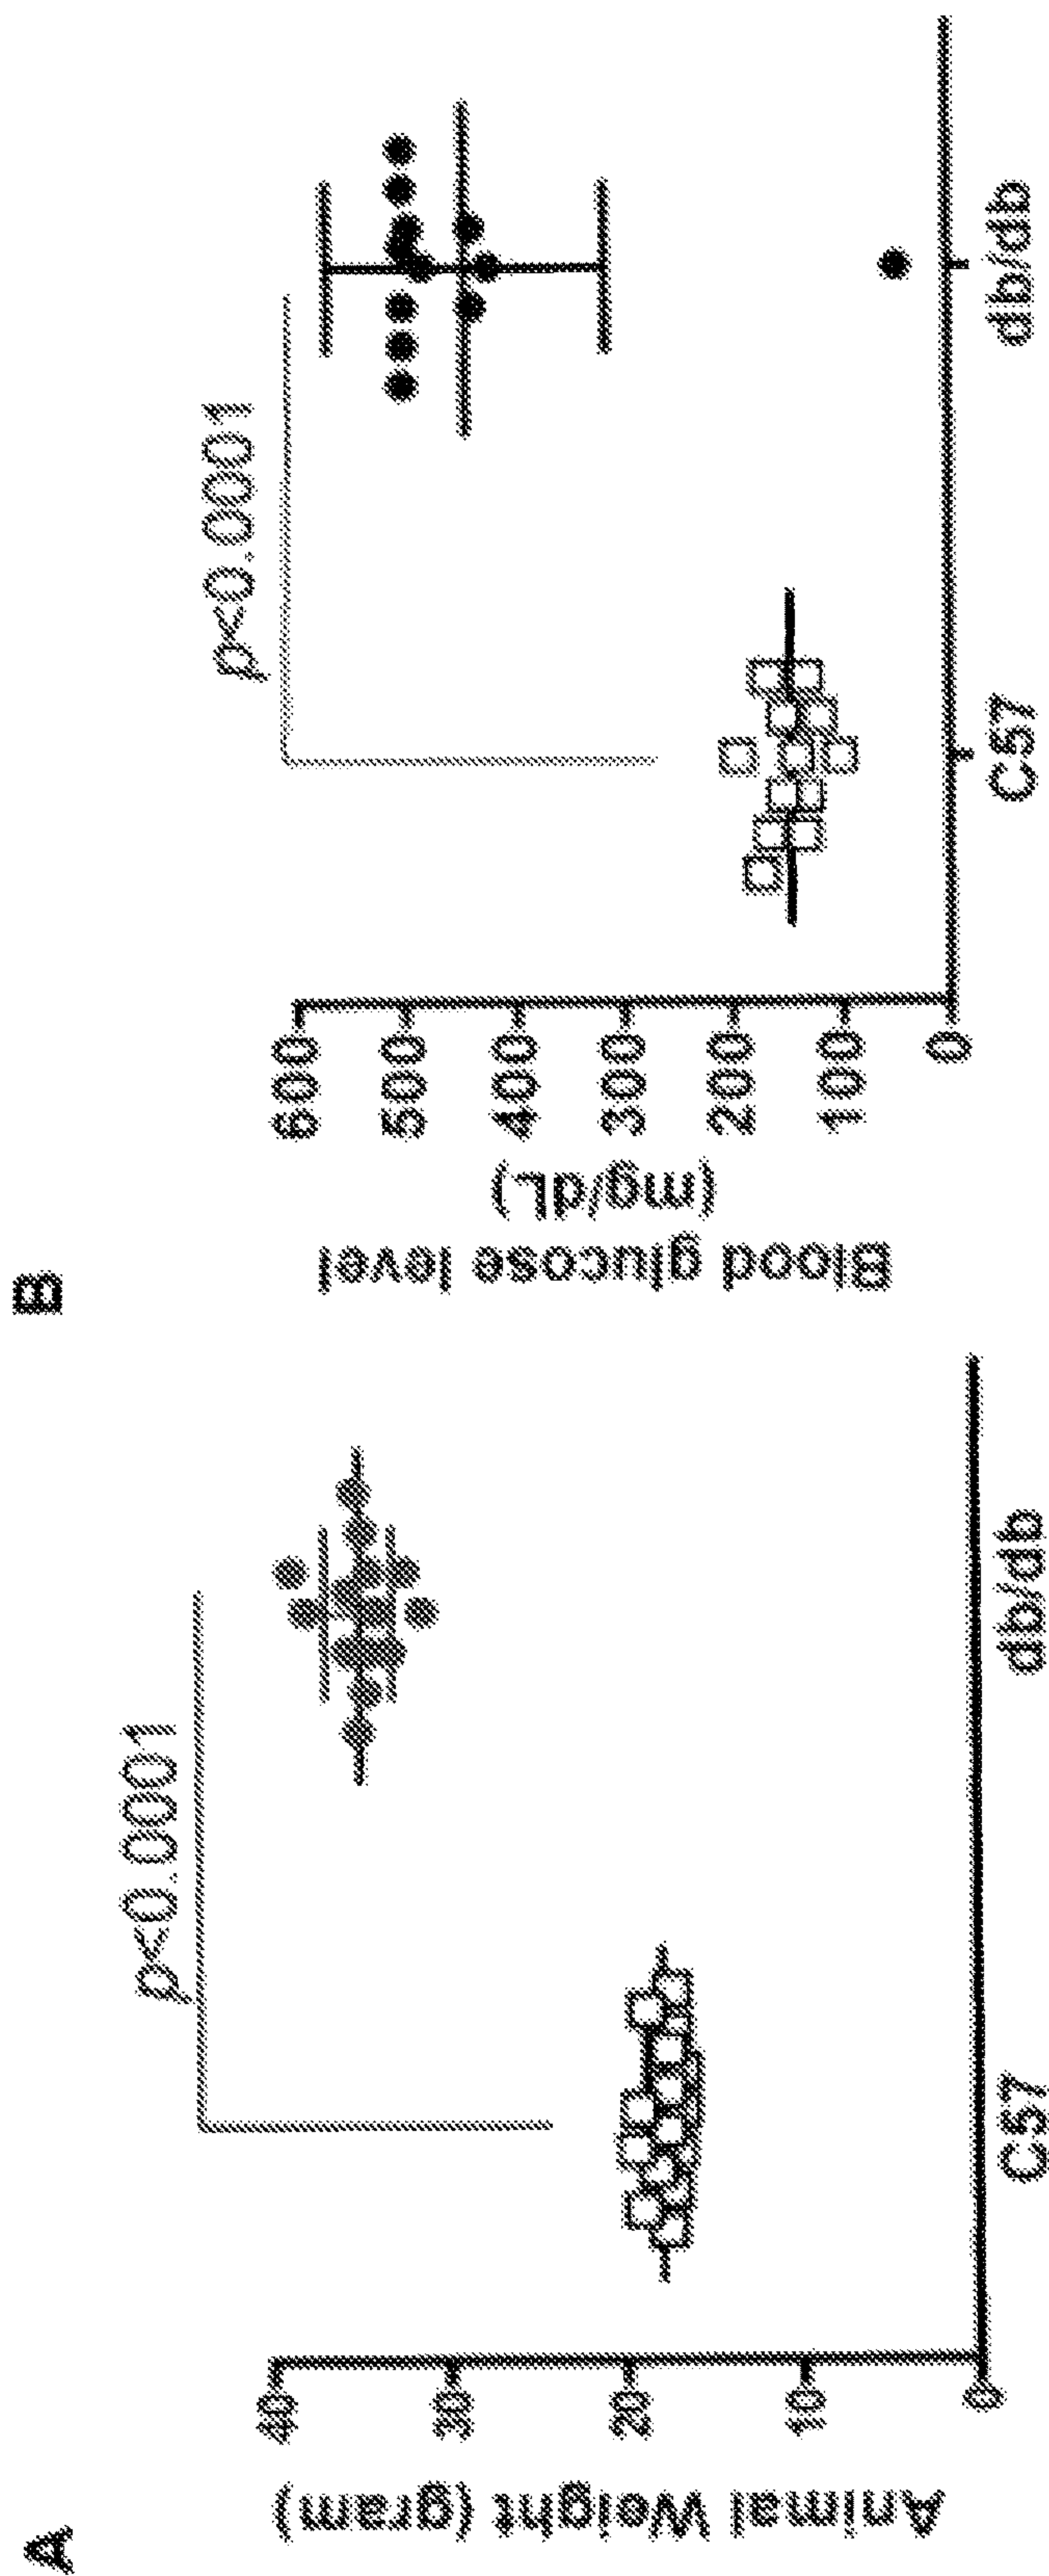 A
Animal Weight (gram)
40
30
20
10
0
p<0.0001
C57
db/db
B
Blood glucose level
(mg/dL)
600
500
400
300
200
100
0
p<0.0001
C57
db/db